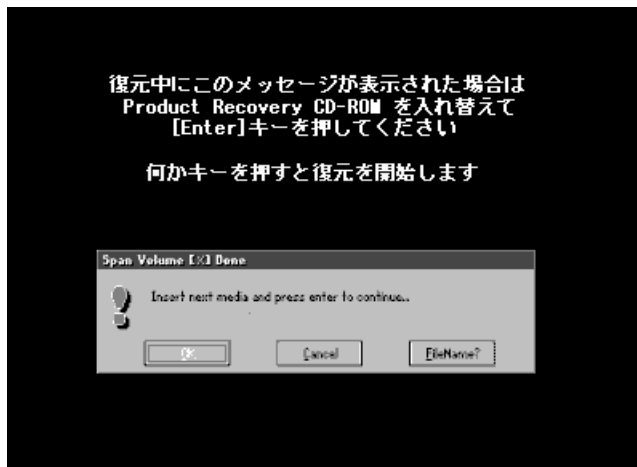 復元中にこのメッセージが表示された場合は
Product Recovery CD-ROM を入れ替えて
[Enter]キーを押してください
何かキーを押すと復元を開始します
Span Volume [X] Done
Insert next media and press enter to continue..
OK
Cancel
FileName?